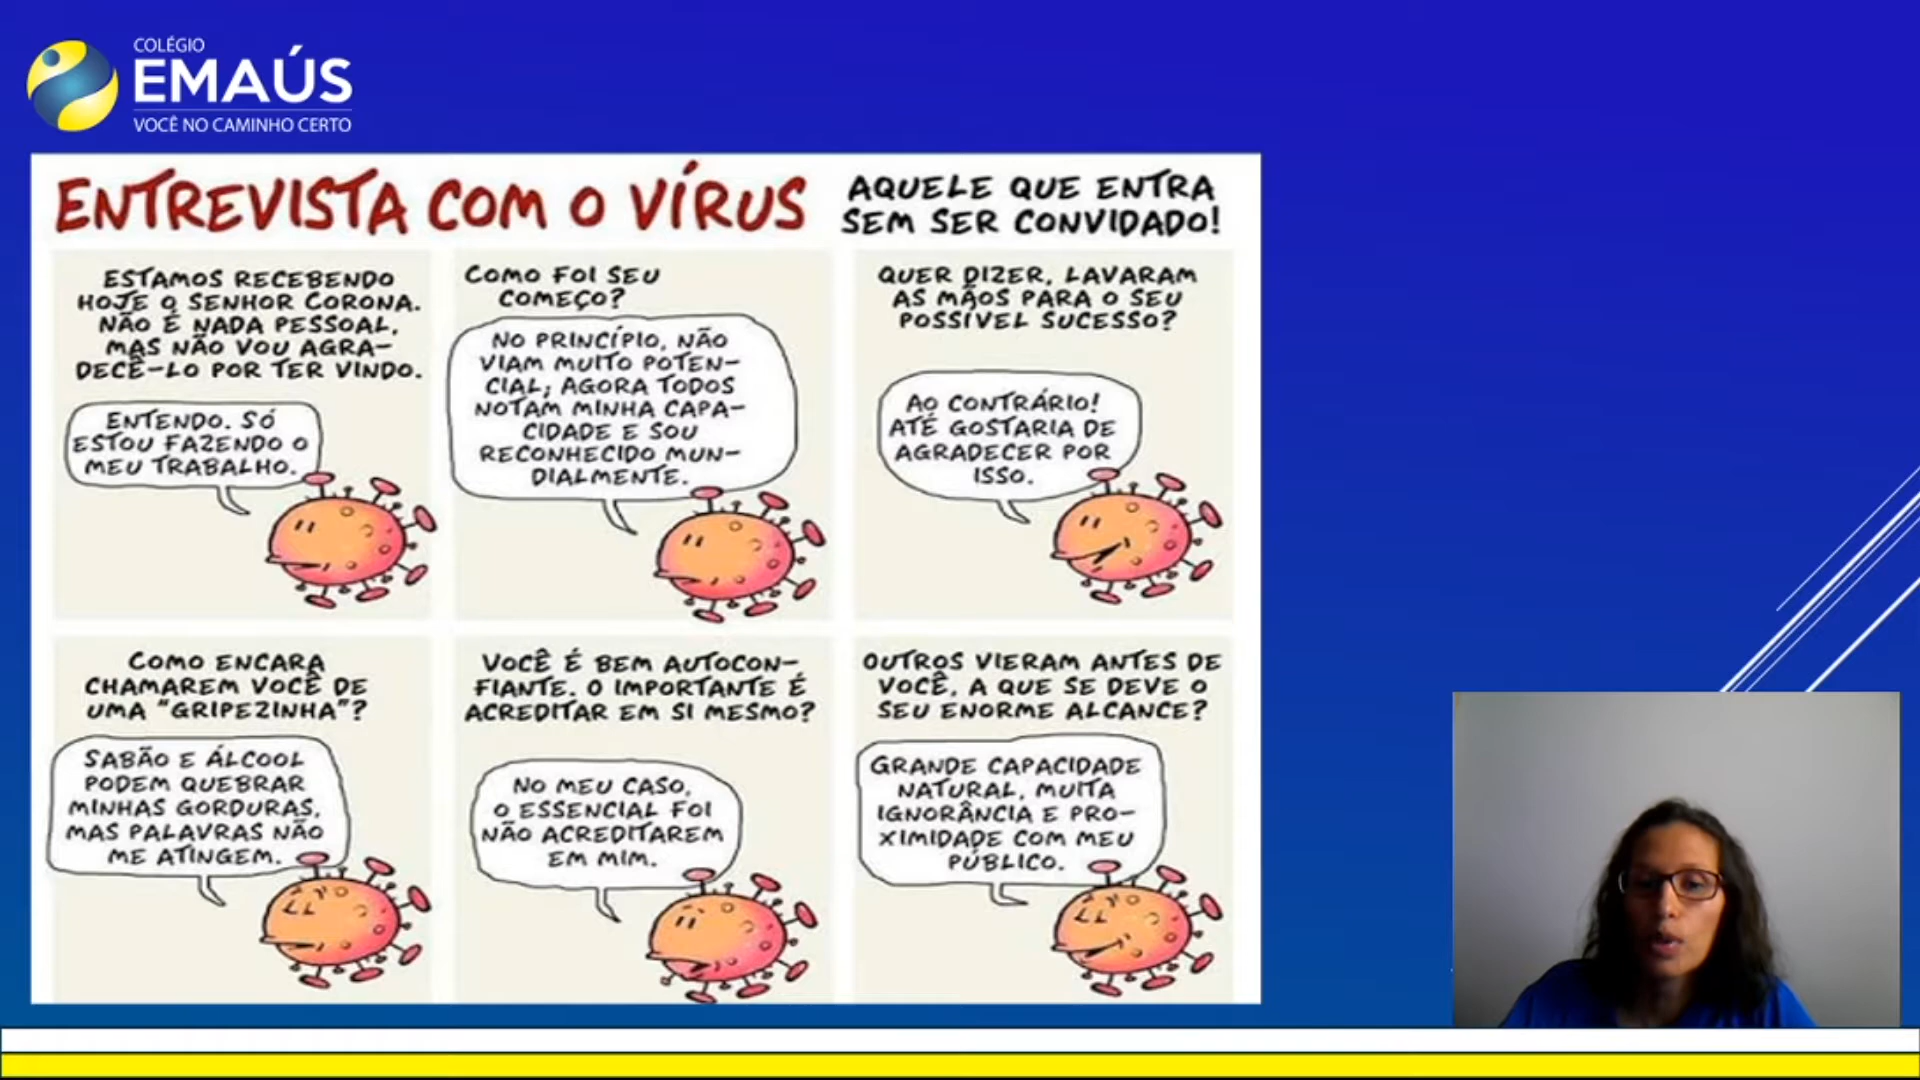 COLÉGIO
EMAÚS
VOCÊ NO CAMINHO CERTO
ENTREVISTA COM O VÍRUS
AQUELE QUE ENTRA
SEM SER CONVIDADO!
ESTAMOS RECEBENDO
HOJE O SENHOR CORONA.
NÃO É NADA PESSOAL,
MAS NÃO VOU AGRA-
DECÊ-LO POR TER VINDO.
ENTENDO. SÓ
ESTOU FAZENDO O
MEU TRABALHO.
COMO FOI SEU
COMEÇO?
NO PRINCÍPIO, NÃO
VIAM MUITO POTEN-
CIAL; AGORA TODOS
NOTAM MINHA CAPA-
CIDADE E SOU
RECONHECIDO MUN-
DIALMENTE.
QUER DIZER, LAVARAM
AS MÃOS PARA O SEU
POSSÍVEL SUCESSO?
AO CONTRÁRIO!
ATÉ GOSTARIA DE
AGRADECER POR
ISSO.
COMO ENCARA
CHAMAREM VOCÊ DE
UMA "GRIPEZINHA"?
SABÃO E ÁLCOOL
PODEM QUEBRAR
MINHAS GORDURAS,
MAS PALAVRAS NÃO
ME ATINGEM.
VOCÊ É BEM AUTOCON-
FIANTE. O IMPORTANTE É
ACREDITAR EM SI MESMO?
NO MEU CASO,
O ESSENCIAL FOI
NÃO ACREDITAREM
EM MIM.
OUTROS VIERAM ANTES DE
VOCÊ, A QUE SE DEVE O
SEU ENORME ALCANCE?
GRANDE CAPACIDADE
NATURAL, MUITA
IGNORÂNCIA E PRO-
XIMIDADE COM MEU
PÚBLICO.